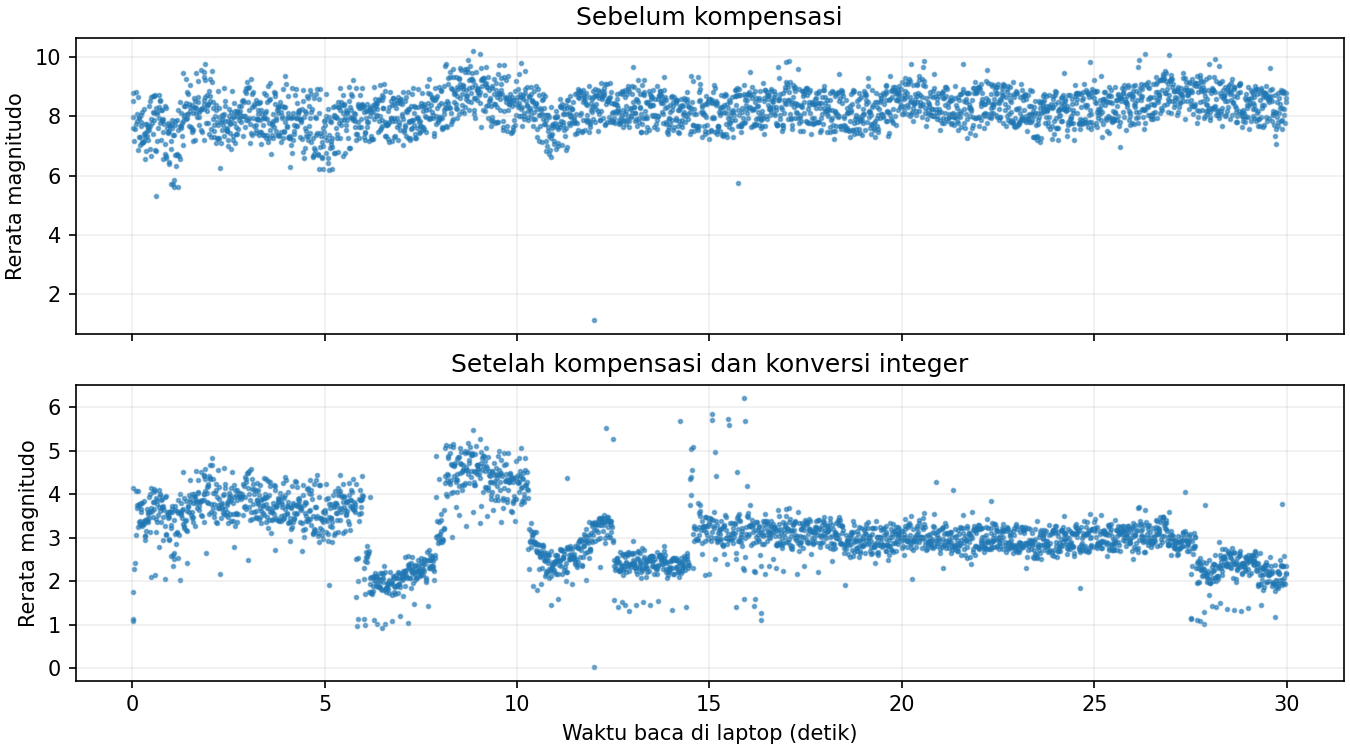 Sebelum kompensasi
10
8
6
4
2
Rerata magnitudo
Setelah kompensasi dan konversi integer
6
5
4
3
2
1
0
Rerata magnitudo
0 5 10 15 20 25 30
Waktu baca di laptop (detik)